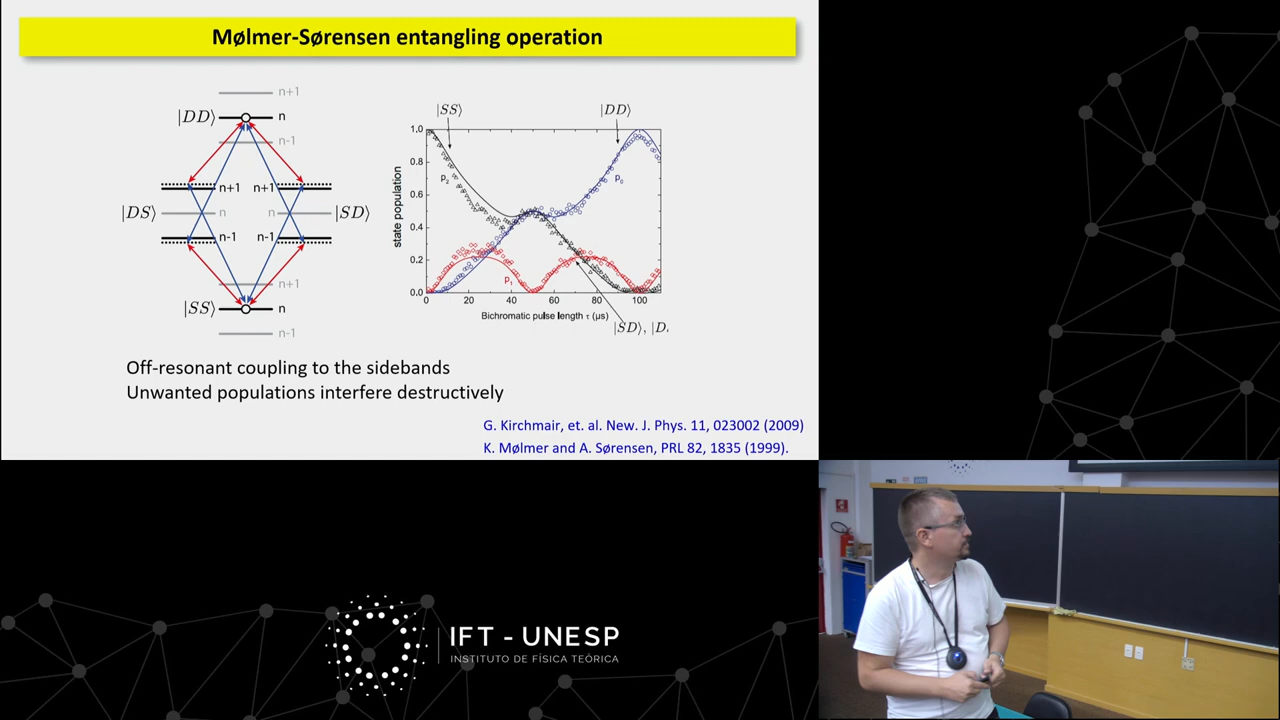 Mølmer-Sørensen entangling operation
n+1
|DD⟩
n
n-1
n+1
n+1
|DS⟩
n
n
|SD⟩
n-1
n-1
n+1
|SS⟩
n
n-1
|SS⟩
|DD⟩
1,0
0.8
0.6
0.4
0.2
0.0
state population
p2
p0
p1
0
20
40
60
80
100
Bichromatic pulse length τ (µs)
|SD⟩, |D
Off-resonant coupling to the sidebands
Unwanted populations interfere destructively
G. Kirchmair, et. al. New. J. Phys. 11, 023002 (2009)
K. Mølmer and A. Sørensen, PRL 82, 1835 (1999).
IFT - UNESP
INSTITUTO DE FÍSICA TEÓRICA